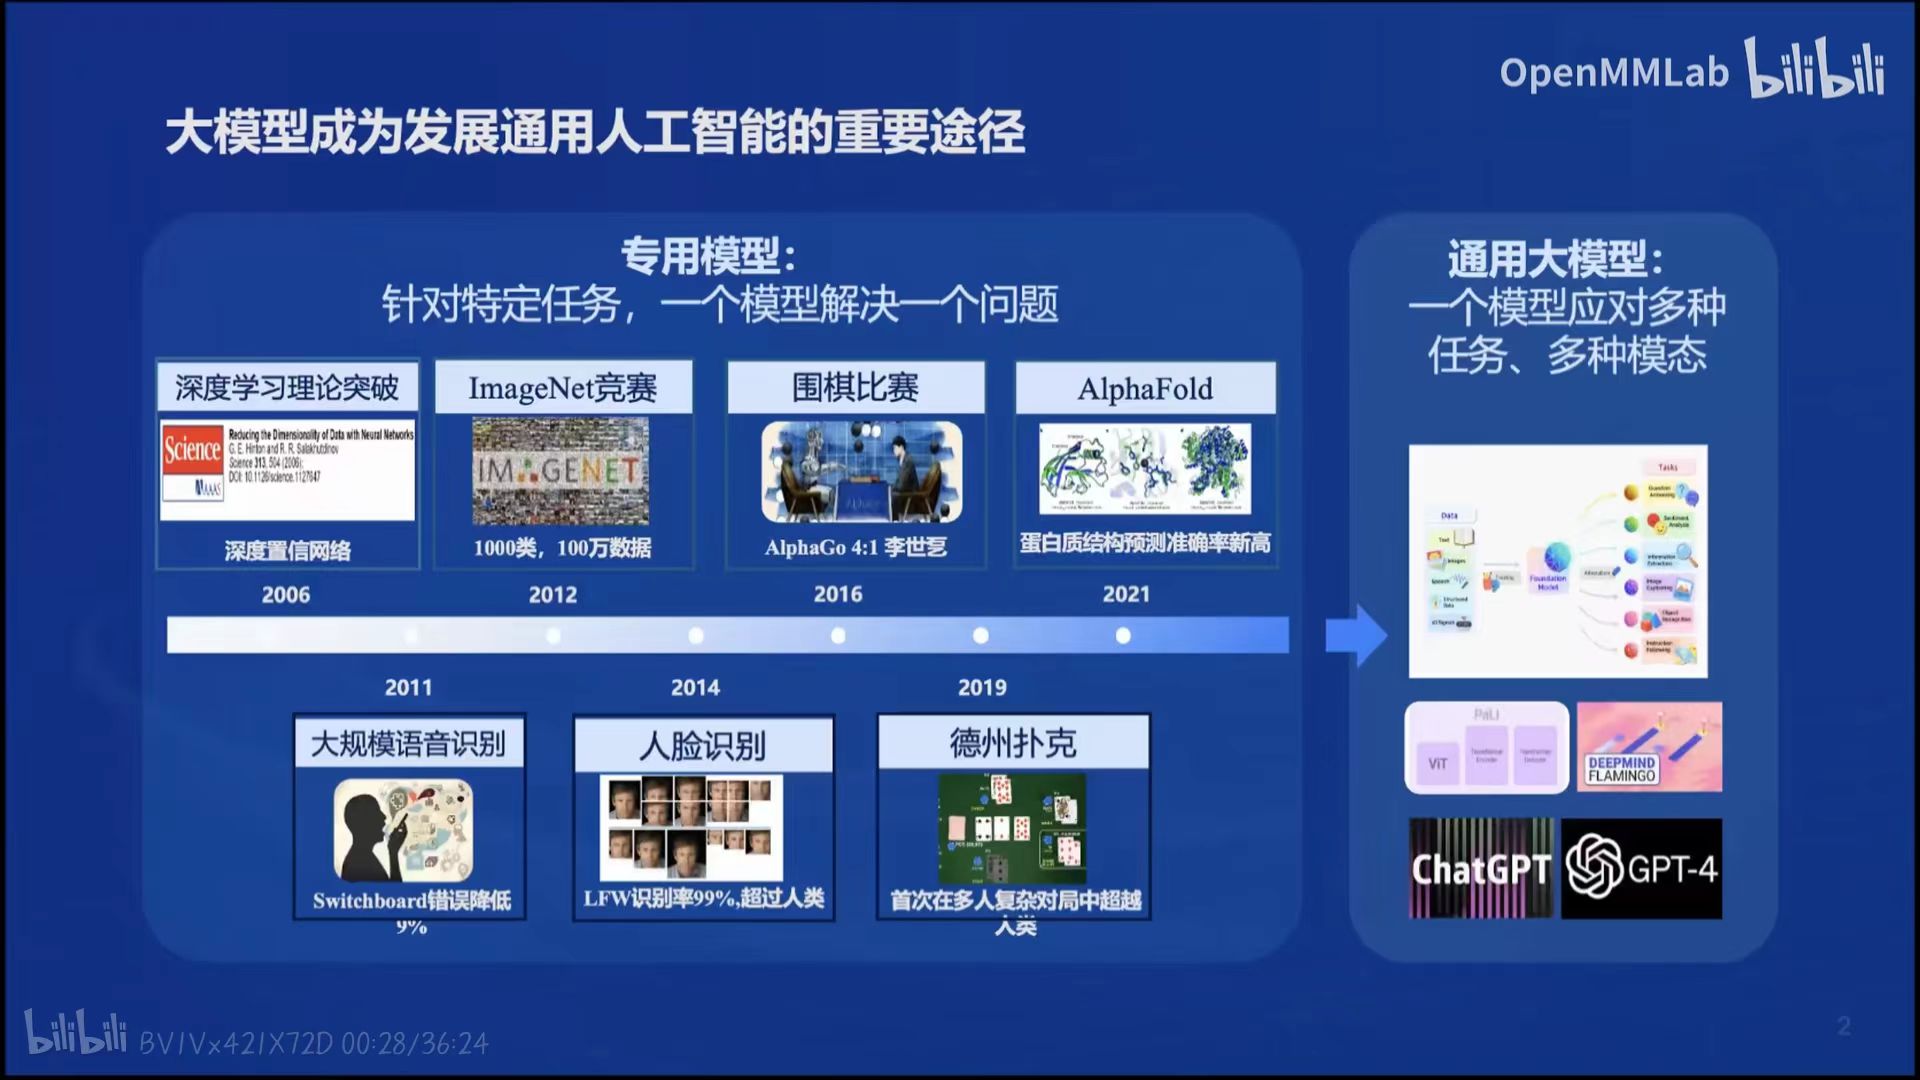 OpenMMLab bilibili
大模型成为发展通用人工智能的重要途径
专用模型：
针对特定任务，一个模型解决一个问题
深度学习理论突破
Science
AAAS
Reducing the Dimensionality of Data with Neural Networks
G. E. Hinton and R. R. Salakhutdinov
Science 313, 504 (2006);
DOI: 10.1126/science.1127647
深度置信网络
ImageNet竞赛
IMAGENET
1000类，100万数据
围棋比赛
AlphaGo 4:1 李世乭
AlphaFold
蛋白质结构预测准确率新高
2006
2012
2016
2021
2011
2014
2019
大规模语音识别
Switchboard错误降低
9%
人脸识别
LFW识别率99%,超过人类
德州扑克
首次在多人复杂对局中超越
人类
通用大模型：
一个模型应对多种
任务、多种模态
Data
Text
Images
Speech
Structured
Data
3D Signals
Training
Foundation
Model
Adaptation
Tasks
Question
Answering
Sentiment
Analysis
Information
Extraction
Image
Captioning
Object
Recognition
Instruction
Following
PaLI
ViT
Transformer
Encoder
Transformer
Decoder
DEEPMIND
FLAMINGO
ChatGPT
GPT-4
bilibili BV1Vx421X72D 00:28/36:24
2